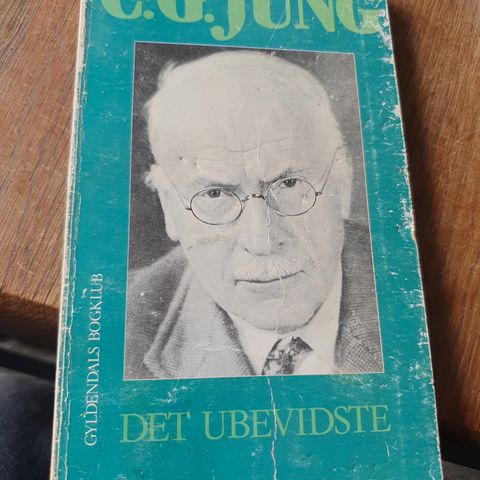 C.G. JUNG
GYLDENDALS BOGKLUB
DET UBEVIDSTE